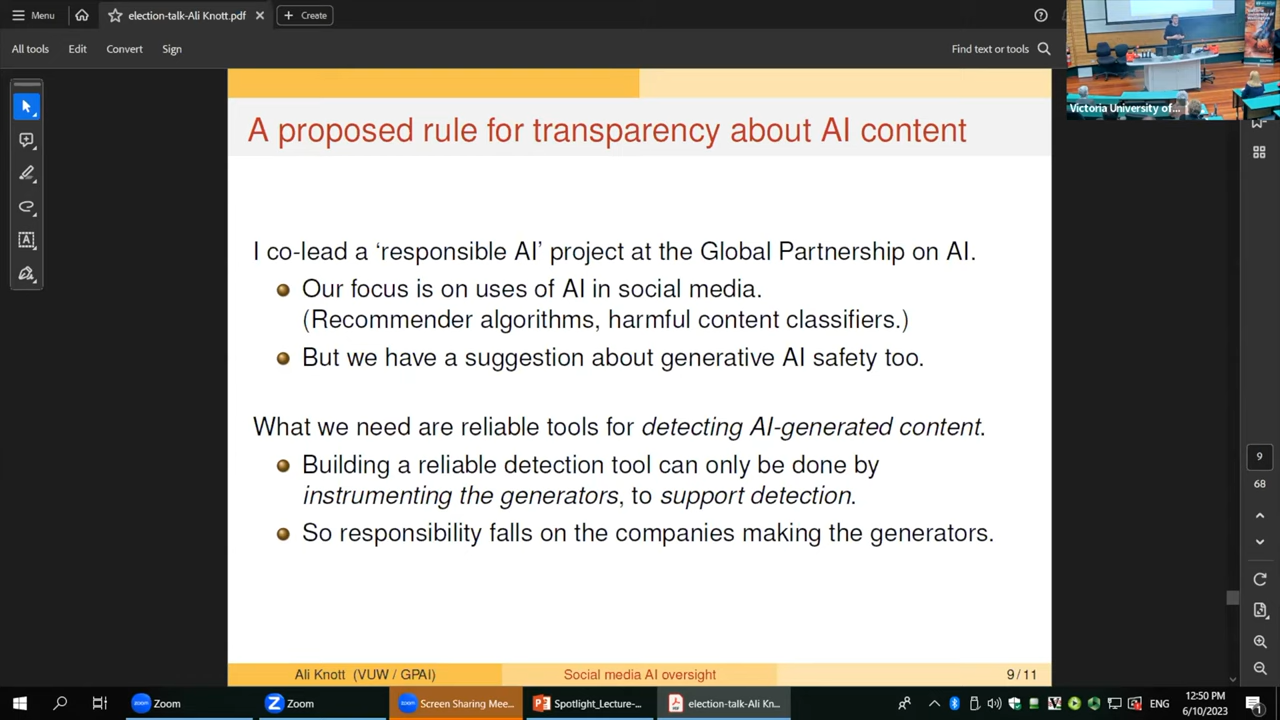 Menu
election-talk-Ali Knott.pdf
Create
All tools
Edit
Convert
Sign
Find text or tools
Victoria University of...
A proposed rule for transparency about AI content
I co-lead a ‘responsible AI’ project at the Global Partnership on AI.
Our focus is on uses of AI in social media.
(Recommender algorithms, harmful content classifiers.)
But we have a suggestion about generative AI safety too.
What we need are reliable tools for detecting AI-generated content.
Building a reliable detection tool can only be done by
instrumenting the generators, to support detection.
So responsibility falls on the companies making the generators.
9
68
Ali Knott (VUW / GPAI)
Social media AI oversight
9 / 11
Zoom
Zoom
Screen Sharing Mee...
Spotlight_Lecture-...
election-talk-Ali Kn...
ENG
12:50 PM
6/10/2023